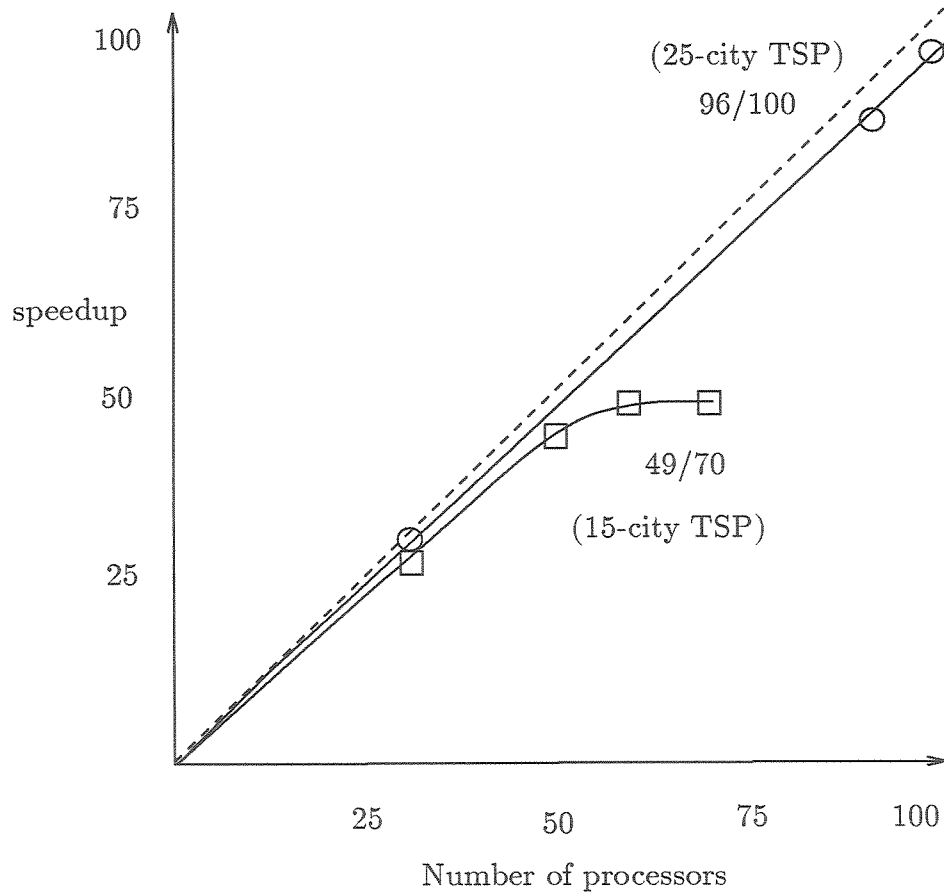 100
(25-city TSP)
96/100
75
speedup
50
49/70
(15-city TSP)
25
25
50
75
100
Number of processors